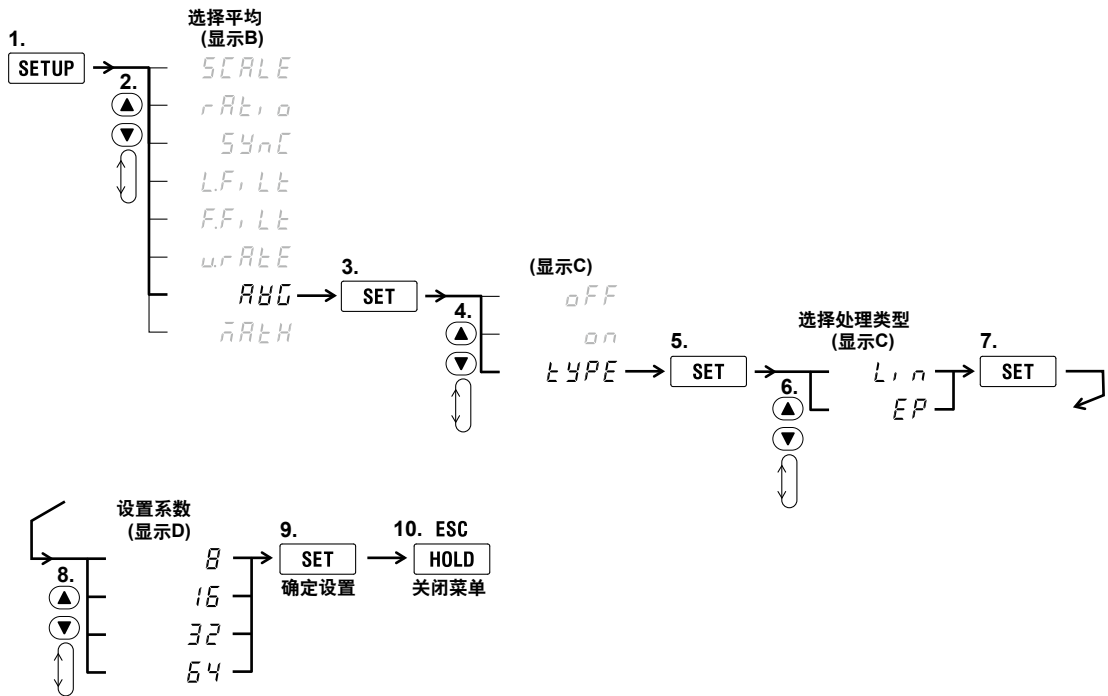 选择平均
(显示B)
1.
SETUP
2.
SCALE
rAtio
SYnC
L.FiLt
F.FiLt
u.rAtE
AVG
mAtH
3.
SET
4.
(显示C)
oFF
on
tYPE
5.
SET
选择处理类型
(显示C)
6.
Lin
EP
7.
SET
设置系数
(显示D)
8.
8
16
32
64
9.
SET
确定设置
10. ESC
HOLD
关闭菜单